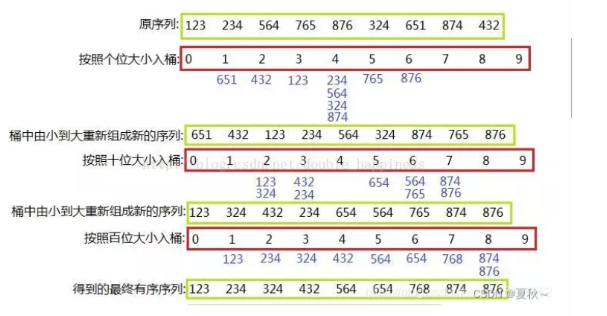 原序列: 123 234 564 765 876 324 651 874 432
按照个位大小入桶: 0 1 2 3 4 5 6 7 8 9
651 432 123 234 765 876
564
324
874
桶中由小到大重新组成新的序列: 651 432 123 234 564 324 874 765 876
按照十位大小入桶: 0 1 2 3 4 5 6 7 8 9
123 432 654 564 874
324 234 765 876
桶中由小到大重新组成新的序列: 123 324 432 234 654 564 765 874 876
按照百位大小入桶: 0 1 2 3 4 5 6 7 8 9
123 234 324 432 564 654 768 874
876
得到的最终有序序列: 123 234 324 432 564 654 768 874 876
CSDN @夏秋~